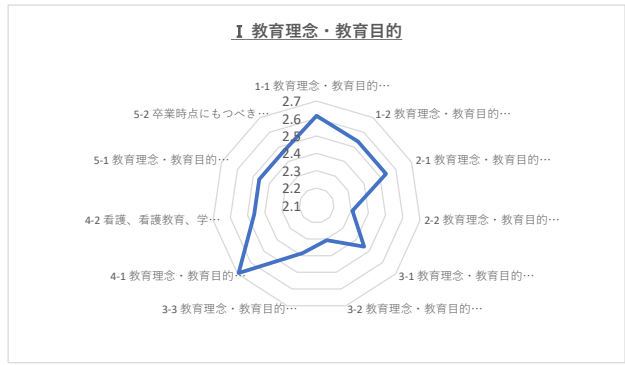 Ⅰ 教育理念・教育目的
1-1 教育理念・教育目的…
1-2 教育理念・教育目的…
2-1 教育理念・教育目的…
2-2 教育理念・教育目的…
3-1 教育理念・教育目的…
3-2 教育理念・教育目的…
3-3 教育理念・教育目的…
4-1 教育理念・教育目的…
4-2 看護、看護教育、学…
5-1 教育理念・教育目的…
5-2 卒業時点にもつべき…
2.7
2.6
2.5
2.4
2.3
2.2
2.1